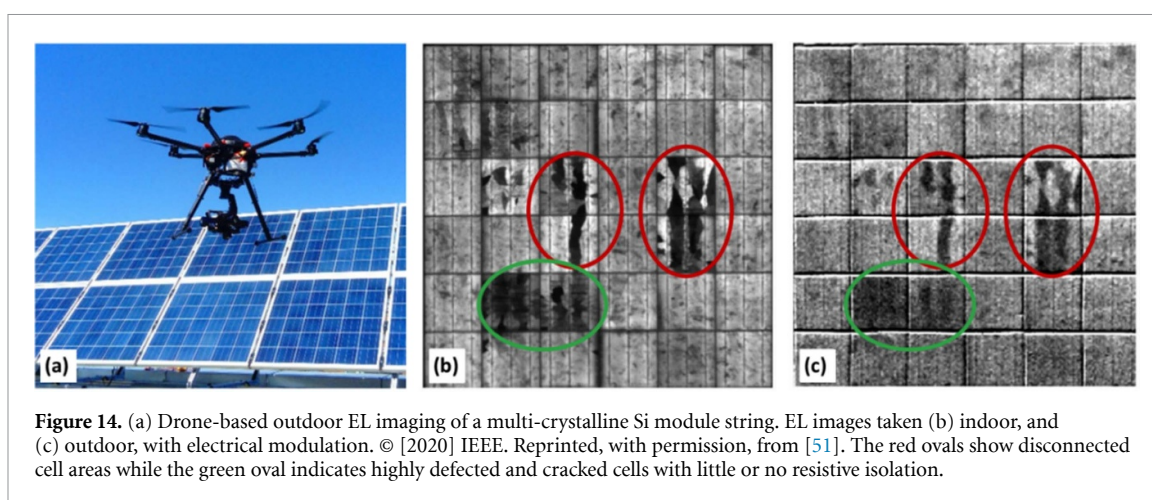 (a)
(b)
(c)
Figure 14. (a) Drone-based outdoor EL imaging of a multi-crystalline Si module string. EL images taken (b) indoor, and
(c) outdoor, with electrical modulation. © [2020] IEEE. Reprinted, with permission, from [51]. The red ovals show disconnected
cell areas while the green oval indicates highly defected and cracked cells with little or no resistive isolation.